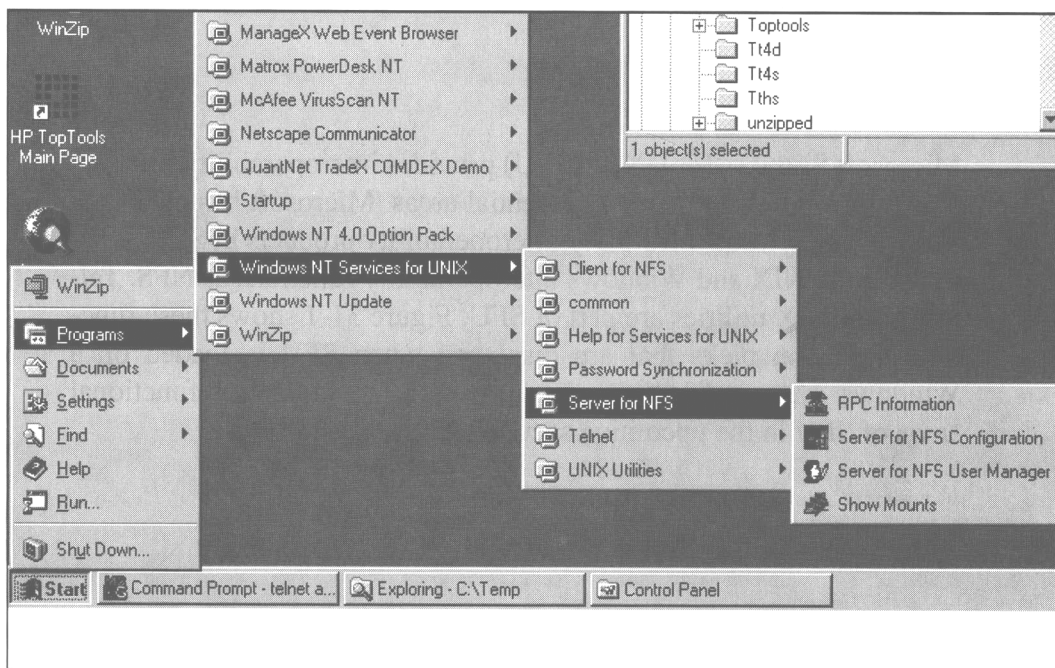 WinZip
HP TopTools
Main Page
ManageX Web Event Browser
Matrox PowerDesk NT
McAfee VirusScan NT
Netscape Communicator
QuantNet TradeX COMDEX Demo
Startup
Windows NT 4.0 Option Pack
Windows NT Services for UNIX
Windows NT Update
WinZip
Toptools
Tt4d
Tt4s
Tths
unzipped
1 object(s) selected
WinZip
Programs
Documents
Settings
Find
Help
Run...
Shut Down...
Client for NFS
common
Help for Services for UNIX
Password Synchronization
Server for NFS
Telnet
UNIX Utilities
RPC Information
Server for NFS Configuration
Server for NFS User Manager
Show Mounts
Start
Command Prompt - telnet a...
Exploring - C:\Temp
Control Panel